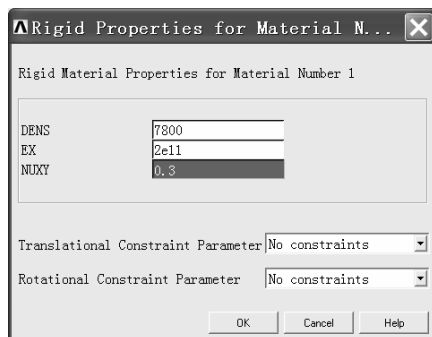 Rigid Properties for Material N...
Rigid Material Properties for Material Number 1
DENS 7800
EX 2e11
NUXY 0.3
Translational Constraint Parameter No constraints
Rotational Constraint Parameter No constraints
OK Cancel Help